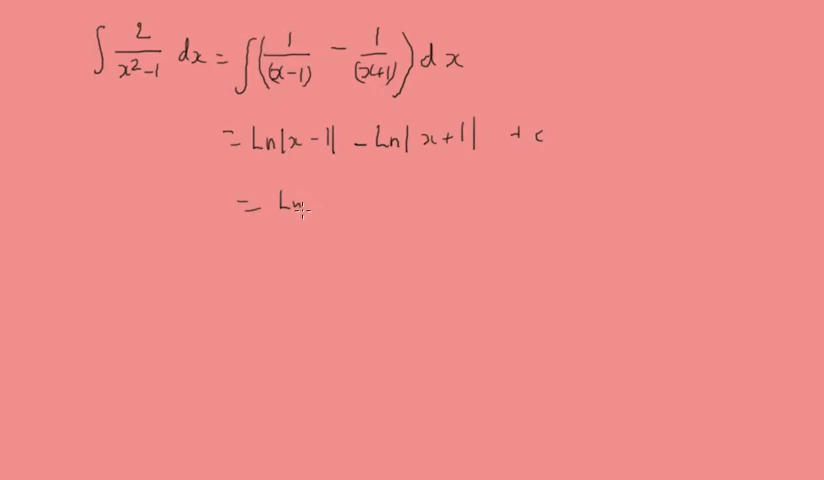 ∫ 2/(x²-1) dx = ∫(1/(x-1) - 1/(x+1)) dx
= Ln|x-1| - Ln|x+1| + c
= Ln